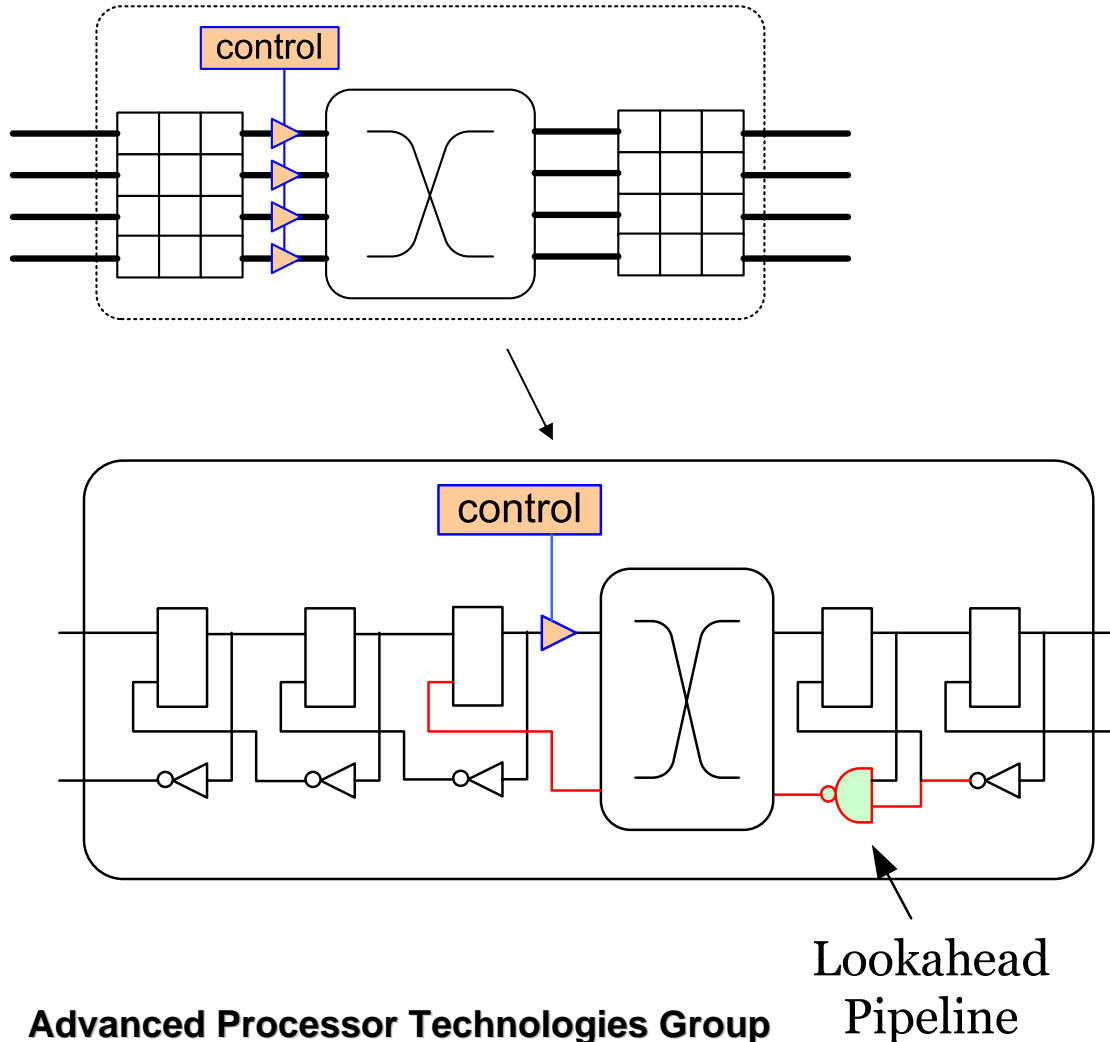 control
control
Lookahead
Pipeline
Advanced Processor Technologies Group